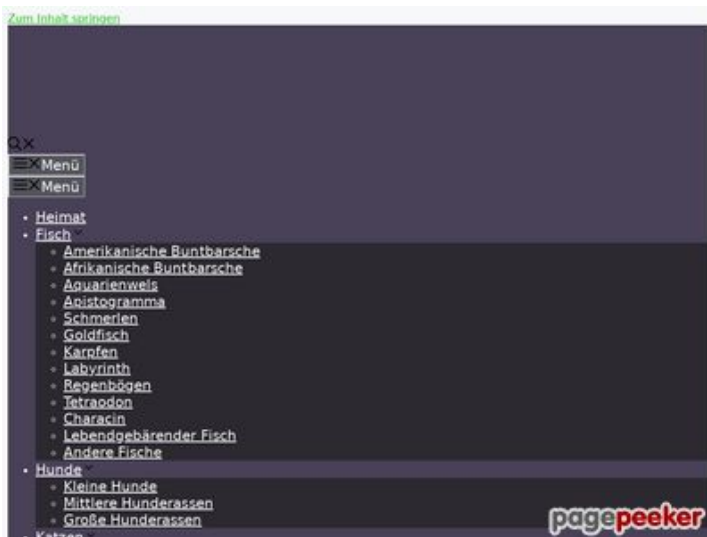 Zum Inhalt springen
Menü
Menü
Heimat
Fisch
Amerikanische Buntbarsche
Afrikanische Buntbarsche
Aquarienwels
Apistogramma
Schmerlen
Goldfisch
Karpfen
Labyrinth
Regenbögen
Tetraodon
Characin
Lebendgebärender Fisch
Andere Fische
Hunde
Kleine Hunde
Mittlere Hunderassen
Große Hunderassen
Katzen
pagepeeker